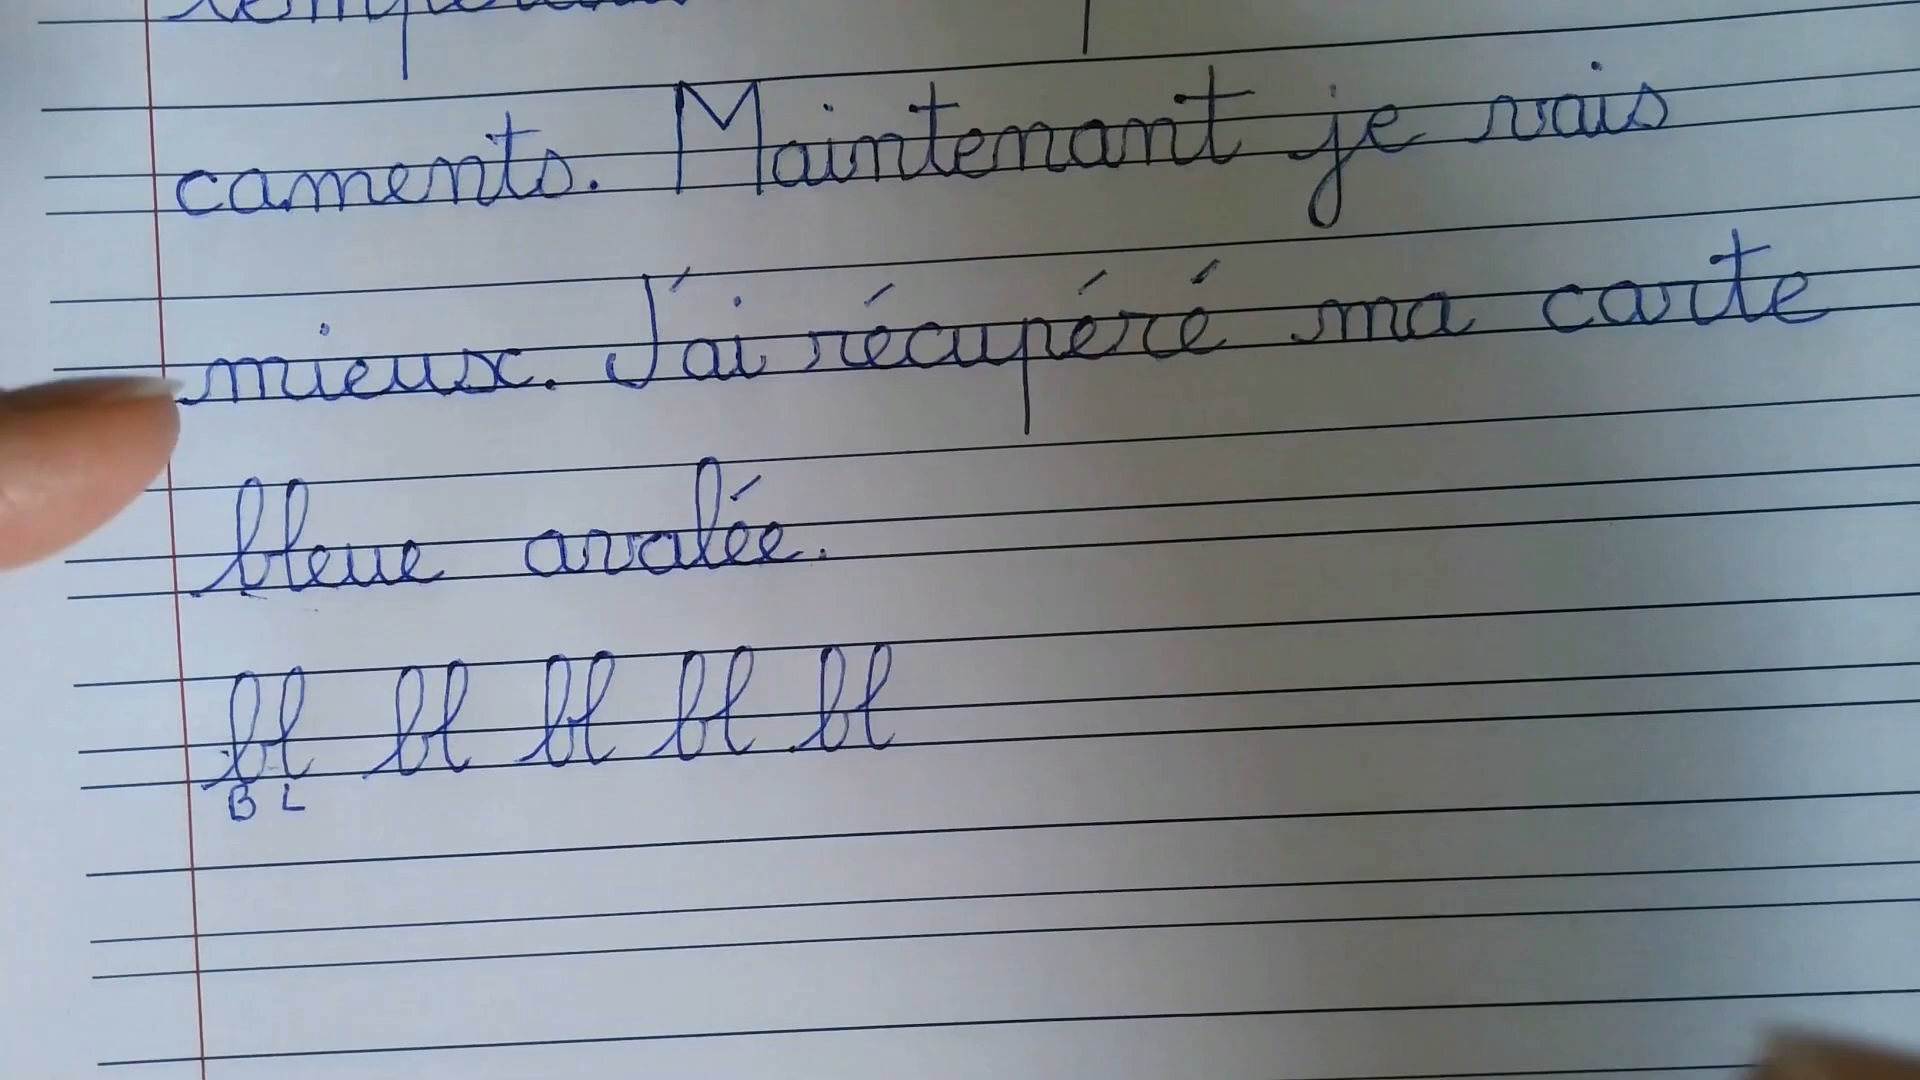 caments. Maintenant je vais
mieux. J'ai récupéré ma carte
bleue avalée.
bl bl bl bl bl
B L